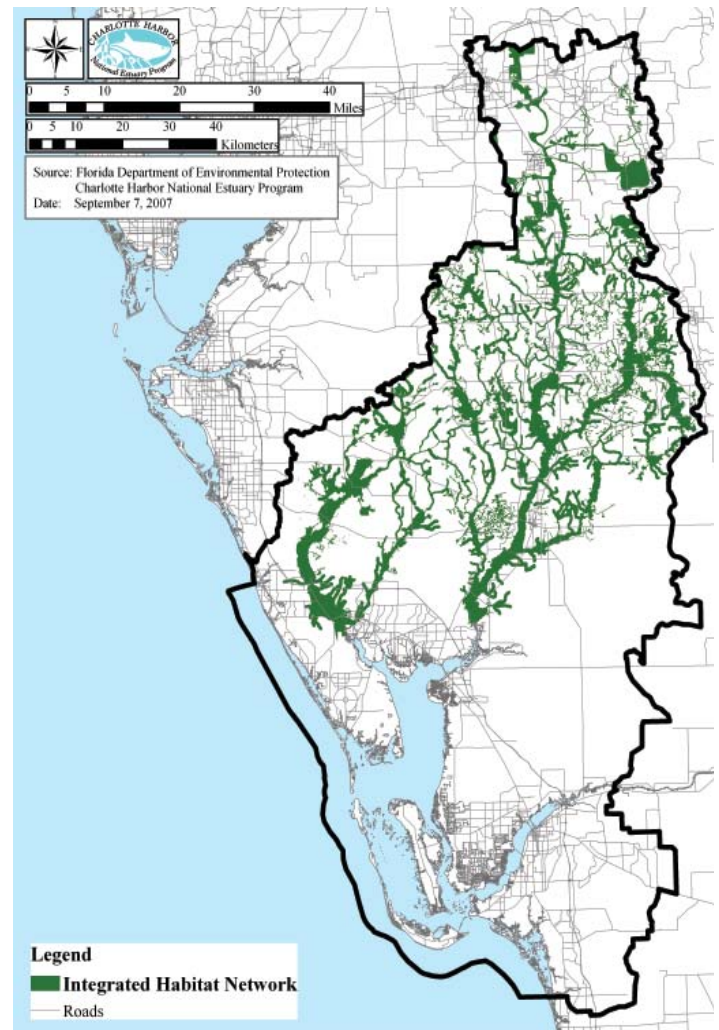 CHARLOTTE HARBOR
National Estuary Program
0 5 10 20 30 40
Miles
0 5 10 20 30 40
Kilometers
Source: Florida Department of Environmental Protection
Charlotte Harbor National Estuary Program
Date: September 7, 2007
Legend
Integrated Habitat Network
Roads